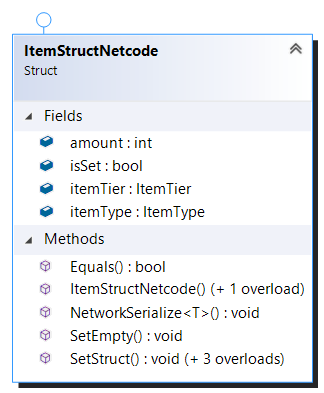 ItemStructNetcode
Struct
Fields
amount : int
isSet : bool
itemTier : ItemTier
itemType : ItemType
Methods
Equals() : bool
ItemStructNetcode() (+ 1 overload)
NetworkSerialize<T>() : void
SetEmpty() : void
SetStruct() : void (+ 3 overloads)